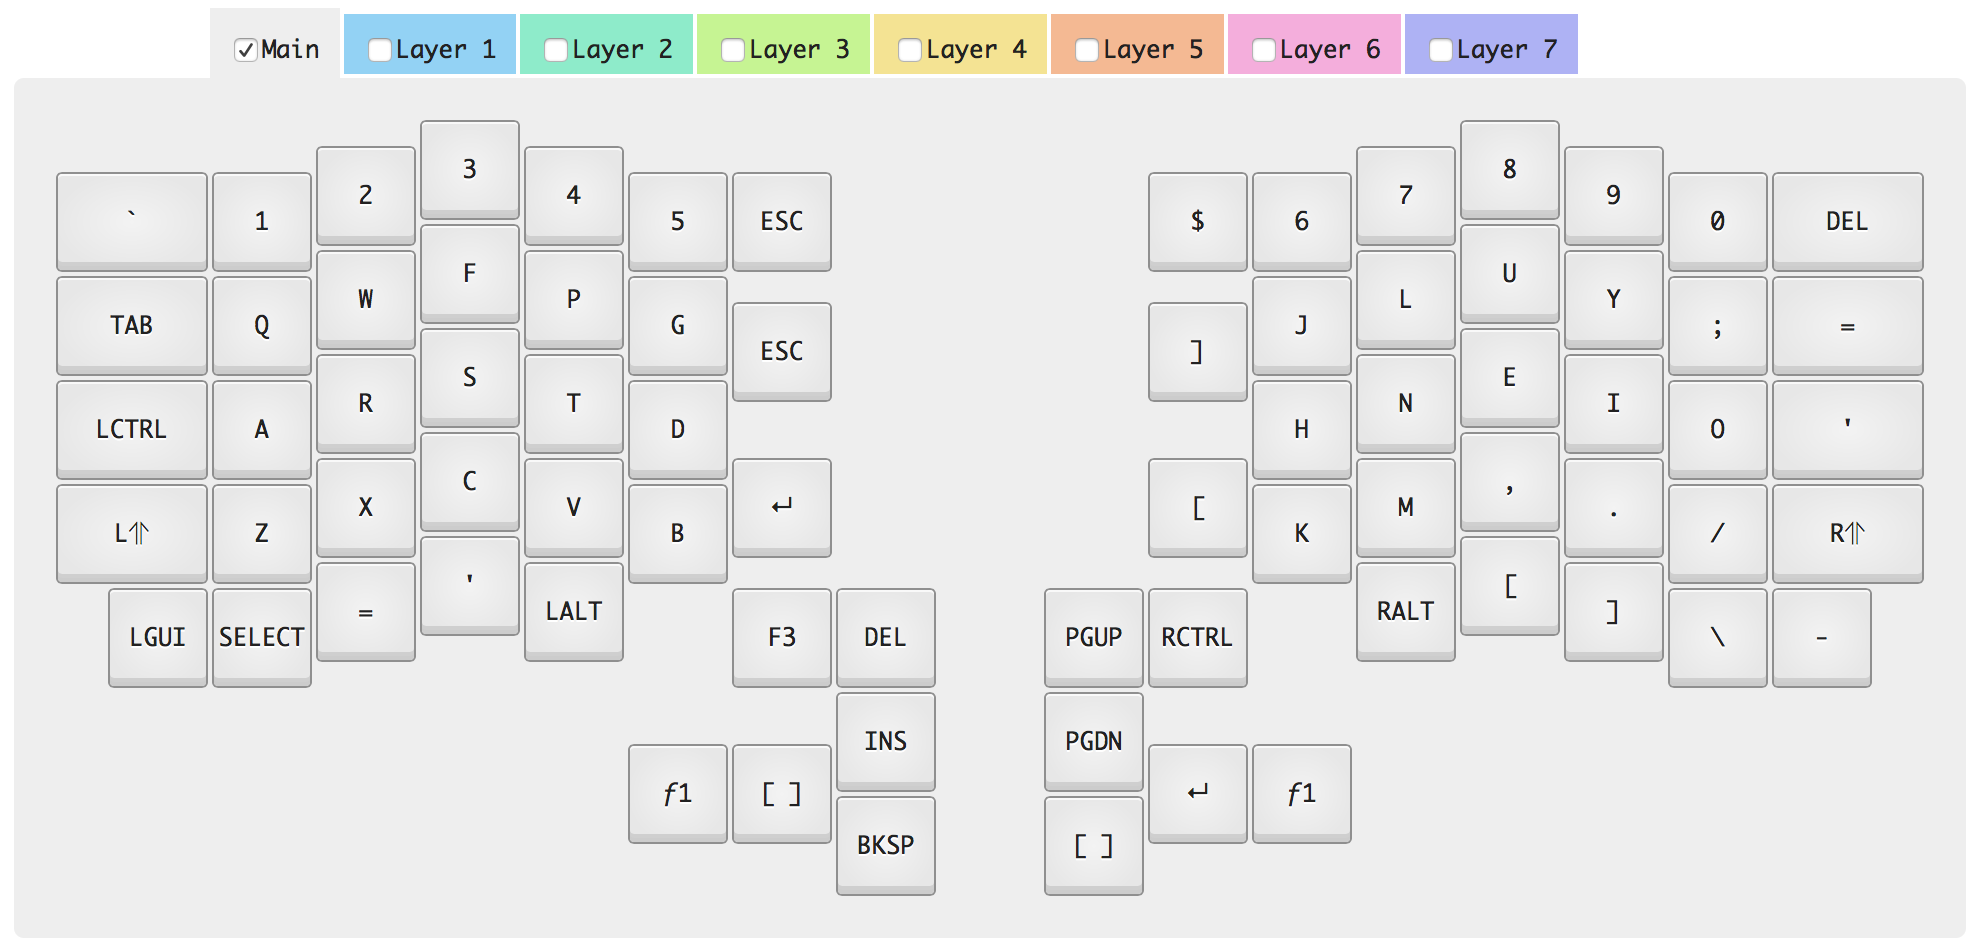 Main Layer 1 Layer 2 Layer 3 Layer 4 Layer 5 Layer 6 Layer 7
` 1 2 3 4 5 ESC $ 6 7 8 9 0 DEL
TAB Q W F P G ESC ] J L U Y ; =
LCTRL A R S T D H N E I O '
L⇑ Z X C V B ↵ [ K M , . / R⇑
LGUI SELECT = ' LALT RALT [ ] \ -
F3 DEL PGUP RCTRL
INS PGDN
ƒ1 [ ] ↵ ƒ1
BKSP [ ]